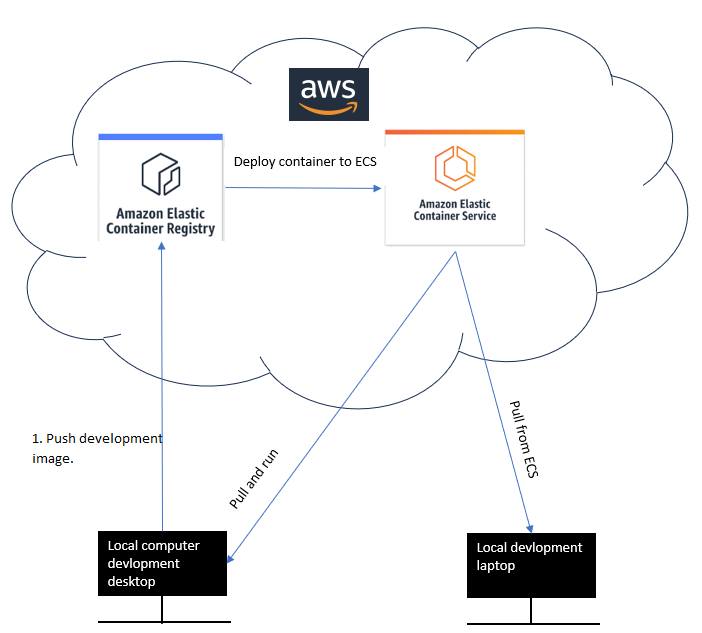 aws
Deploy container to ECS
Amazon Elastic
Container Registry
Amazon Elastic
Container Service
1. Push development
image.
Pull and run
Pull from ECS
Local computer
devlopment
desktop
Local devlopment
laptop